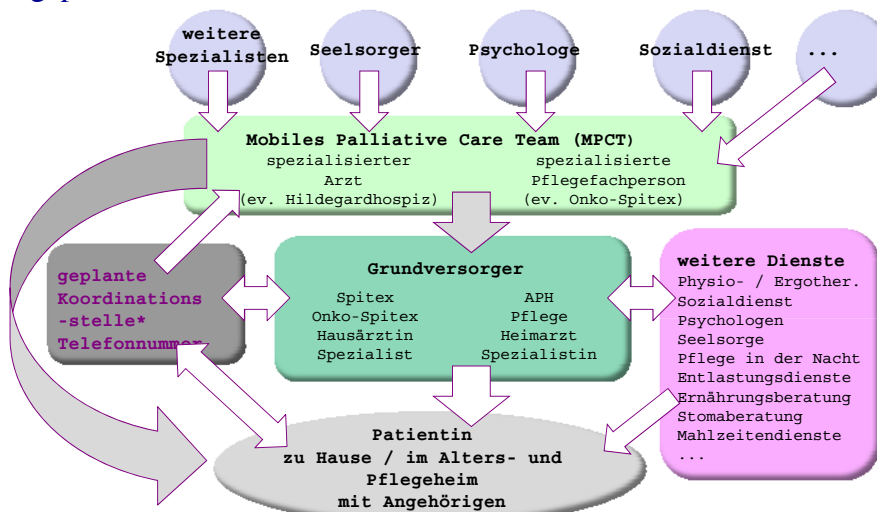 weitere
Spezialisten
Seelsorger
Psychologe
Sozialdienst
...
Mobiles Palliative Care Team (MPCT)
spezialisierter
Arzt
(ev. Hildegardhospiz)
spezialisierte
Pflegefachperson
(ev. Onko-Spitex)
geplante
Koordinations
-stelle*
Telefonnummer
Grundversorger
Spitex
Onko-Spitex
Hausärztin
Spezialist
APH
Pflege
Heimarzt
Spezialistin
weitere Dienste
Physio- / Ergother.
Sozialdienst
Psychologen
Seelsorge
Pflege in der Nacht
Entlastungsdienste
Ernährungsberatung
Stomaberatung
Mahlzeitendienste
...
Patientin
zu Hause / im Alters- und
Pflegeheim
mit Angehörigen